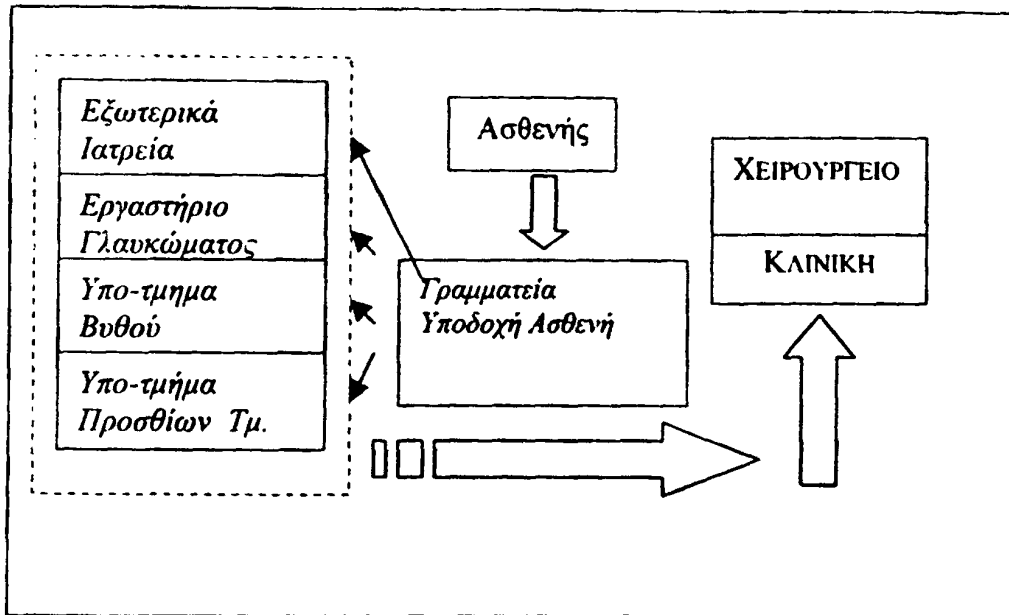 Εξωτερικά
Ιατρεία
Εργαστήριο
Γλαυκώματος
Υπο-τμημα
Βυθού
Υπο-τμήμα
Προσθίων Τμ.
Ασθενής
Γραμματεία
Υποδοχή Ασθενή
ΧΕΙΡΟΥΡΓΕΙΟ
ΚΛΙΝΙΚΗ